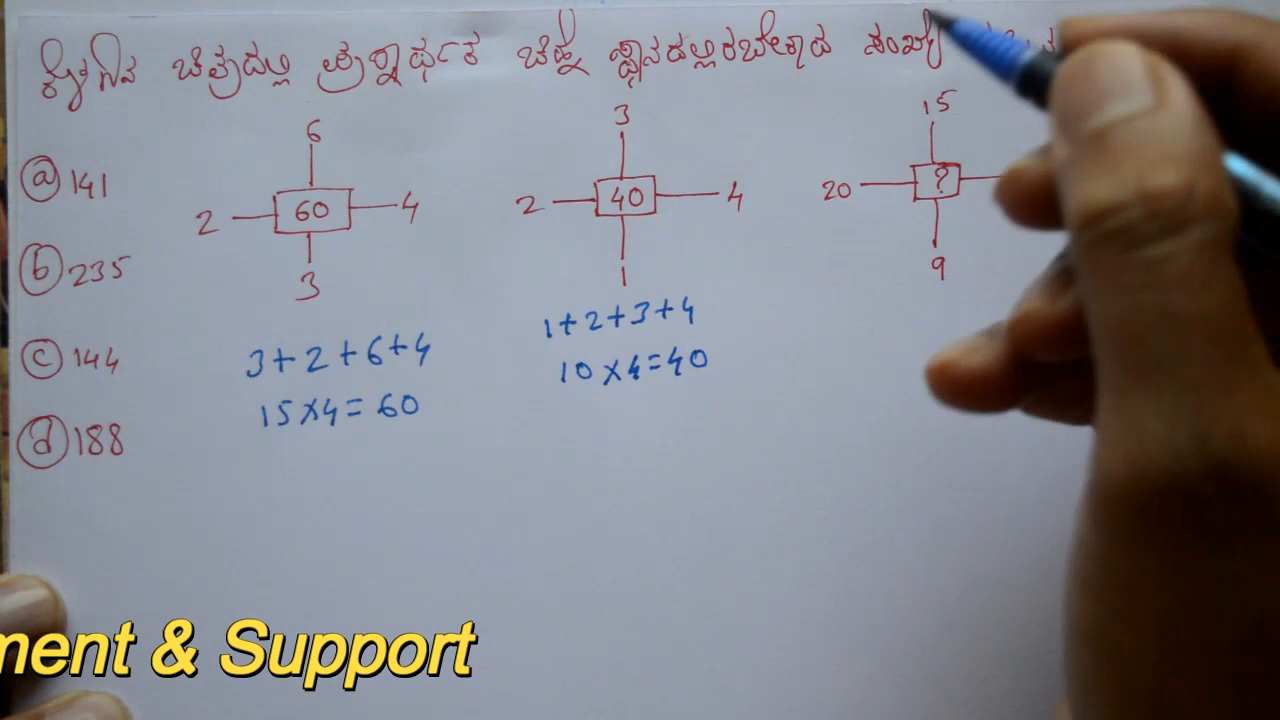 ಕೆಳಗಿನ ಚಿತ್ರದಲ್ಲಿ ಪ್ರಶ್ನಾರ್ಥಕ ಚಿಹ್ನೆ ಸ್ಥಾನದಲ್ಲಿರಬೇಕಾದ ಸಂಖ್ಯೆ
a 141
b 235
c 144
d 188
6
2 60 4
3
3+2+6+4
15×4=60
3
2 40 4
1
1+2+3+4
10×4=40
15
20 ?
9
ment & Support